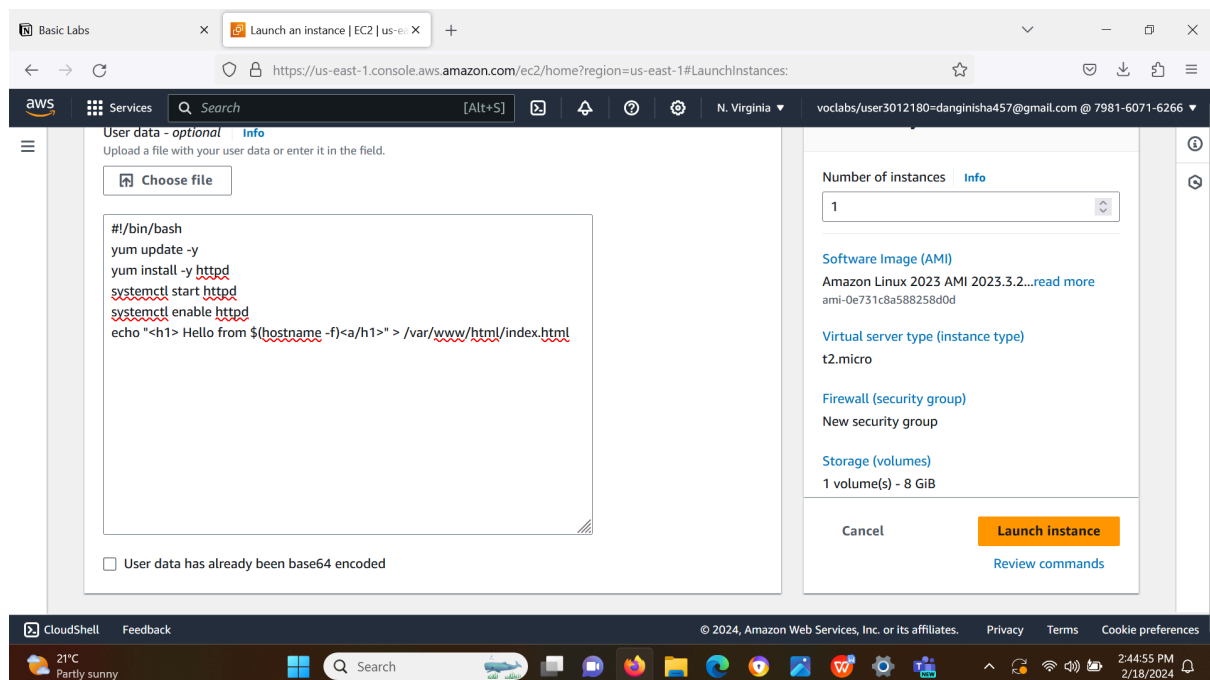 Basic Labs
Launch an instance | EC2 | us-ea
https://us-east-1.console.aws.amazon.com/ec2/home?region=us-east-1#LaunchInstances:
aws
Services
Search
[Alt+S]
N. Virginia
voclabs/user3012180=danginisha457@gmail.com @ 7981-6071-6266
User data - optional Info
Upload a file with your user data or enter it in the field.
Choose file
#!/bin/bash
yum update -y
yum install -y httpd
systemctl start httpd
systemctl enable httpd
echo "<h1> Hello from $(hostname -f)<a/h1>" > /var/www/html/index.html
User data has already been base64 encoded
Number of instances Info
1
Software Image (AMI)
Amazon Linux 2023 AMI 2023.3.2...read more
ami-0e731c8a588258d0d
Virtual server type (instance type)
t2.micro
Firewall (security group)
New security group
Storage (volumes)
1 volume(s) - 8 GiB
Cancel
Launch instance
Review commands
CloudShell
Feedback
© 2024, Amazon Web Services, Inc. or its affiliates.
Privacy
Terms
Cookie preferences
21°C
Partly sunny
Search
NEW
2:44:55 PM
2/18/2024